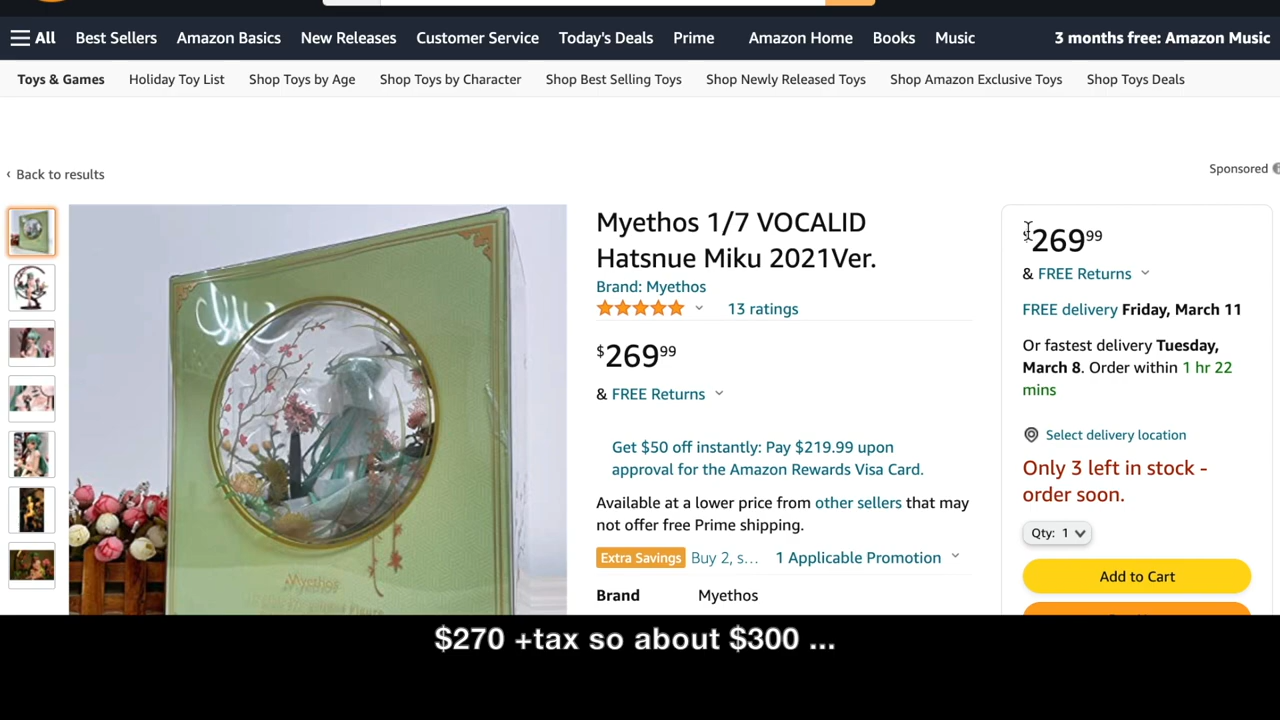 All Best Sellers Amazon Basics New Releases Customer Service Today's Deals Prime Amazon Home Books Music 3 months free: Amazon Music
Toys & Games Holiday Toy List Shop Toys by Age Shop Toys by Character Shop Best Selling Toys Shop Newly Released Toys Shop Amazon Exclusive Toys Shop Toys Deals
‹ Back to results
Sponsored
Myethos 1/7 VOCALID
Hatsnue Miku 2021Ver.
Brand: Myethos
13 ratings
$269 99
& FREE Returns
Get $50 off instantly: Pay $219.99 upon
approval for the Amazon Rewards Visa Card.
Available at a lower price from other sellers that may
not offer free Prime shipping.
Extra Savings Buy 2, s... 1 Applicable Promotion
Brand Myethos
Myethos
$269 99
& FREE Returns
FREE delivery Friday, March 11
Or fastest delivery Tuesday,
March 8. Order within 1 hr 22
mins
Select delivery location
Only 3 left in stock -
order soon.
Qty: 1
Add to Cart
$270 +tax so about $300 ...